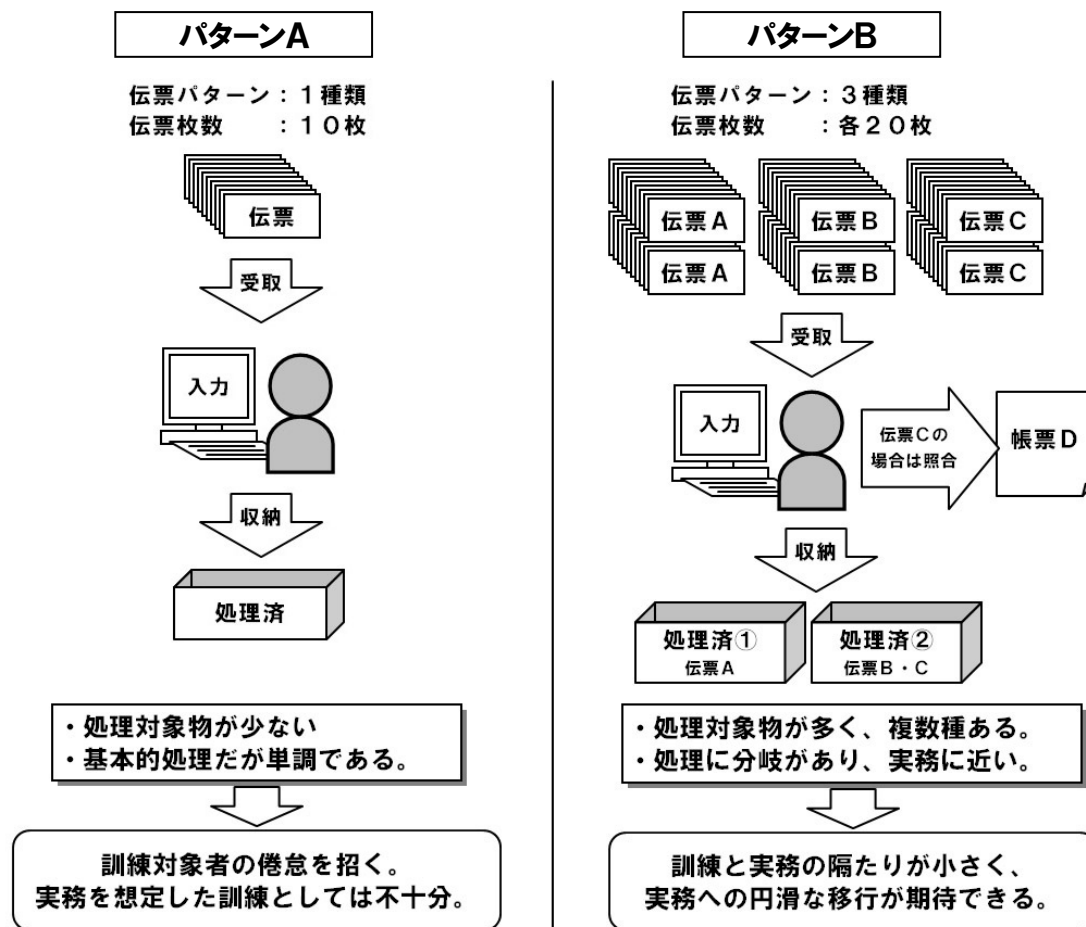 パターンA
伝票パターン：１種類
伝票枚数　　：１０枚
伝票
受取
入力
収納
処理済
・処理対象物が少ない
・基本的処理だが単調である。
訓練対象者の倦怠を招く。
実務を想定した訓練としては不十分。
パターンB
伝票パターン：３種類
伝票枚数　　：各２０枚
伝票A 伝票B 伝票C
伝票A 伝票B 伝票C
受取
入力
伝票Cの
場合は照合
帳票D
収納
処理済① 処理済②
伝票A 伝票B・C
・処理対象物が多く、複数種ある。
・処理に分岐があり、実務に近い。
訓練と実務の隔たりが小さく、
実務への円滑な移行が期待できる。